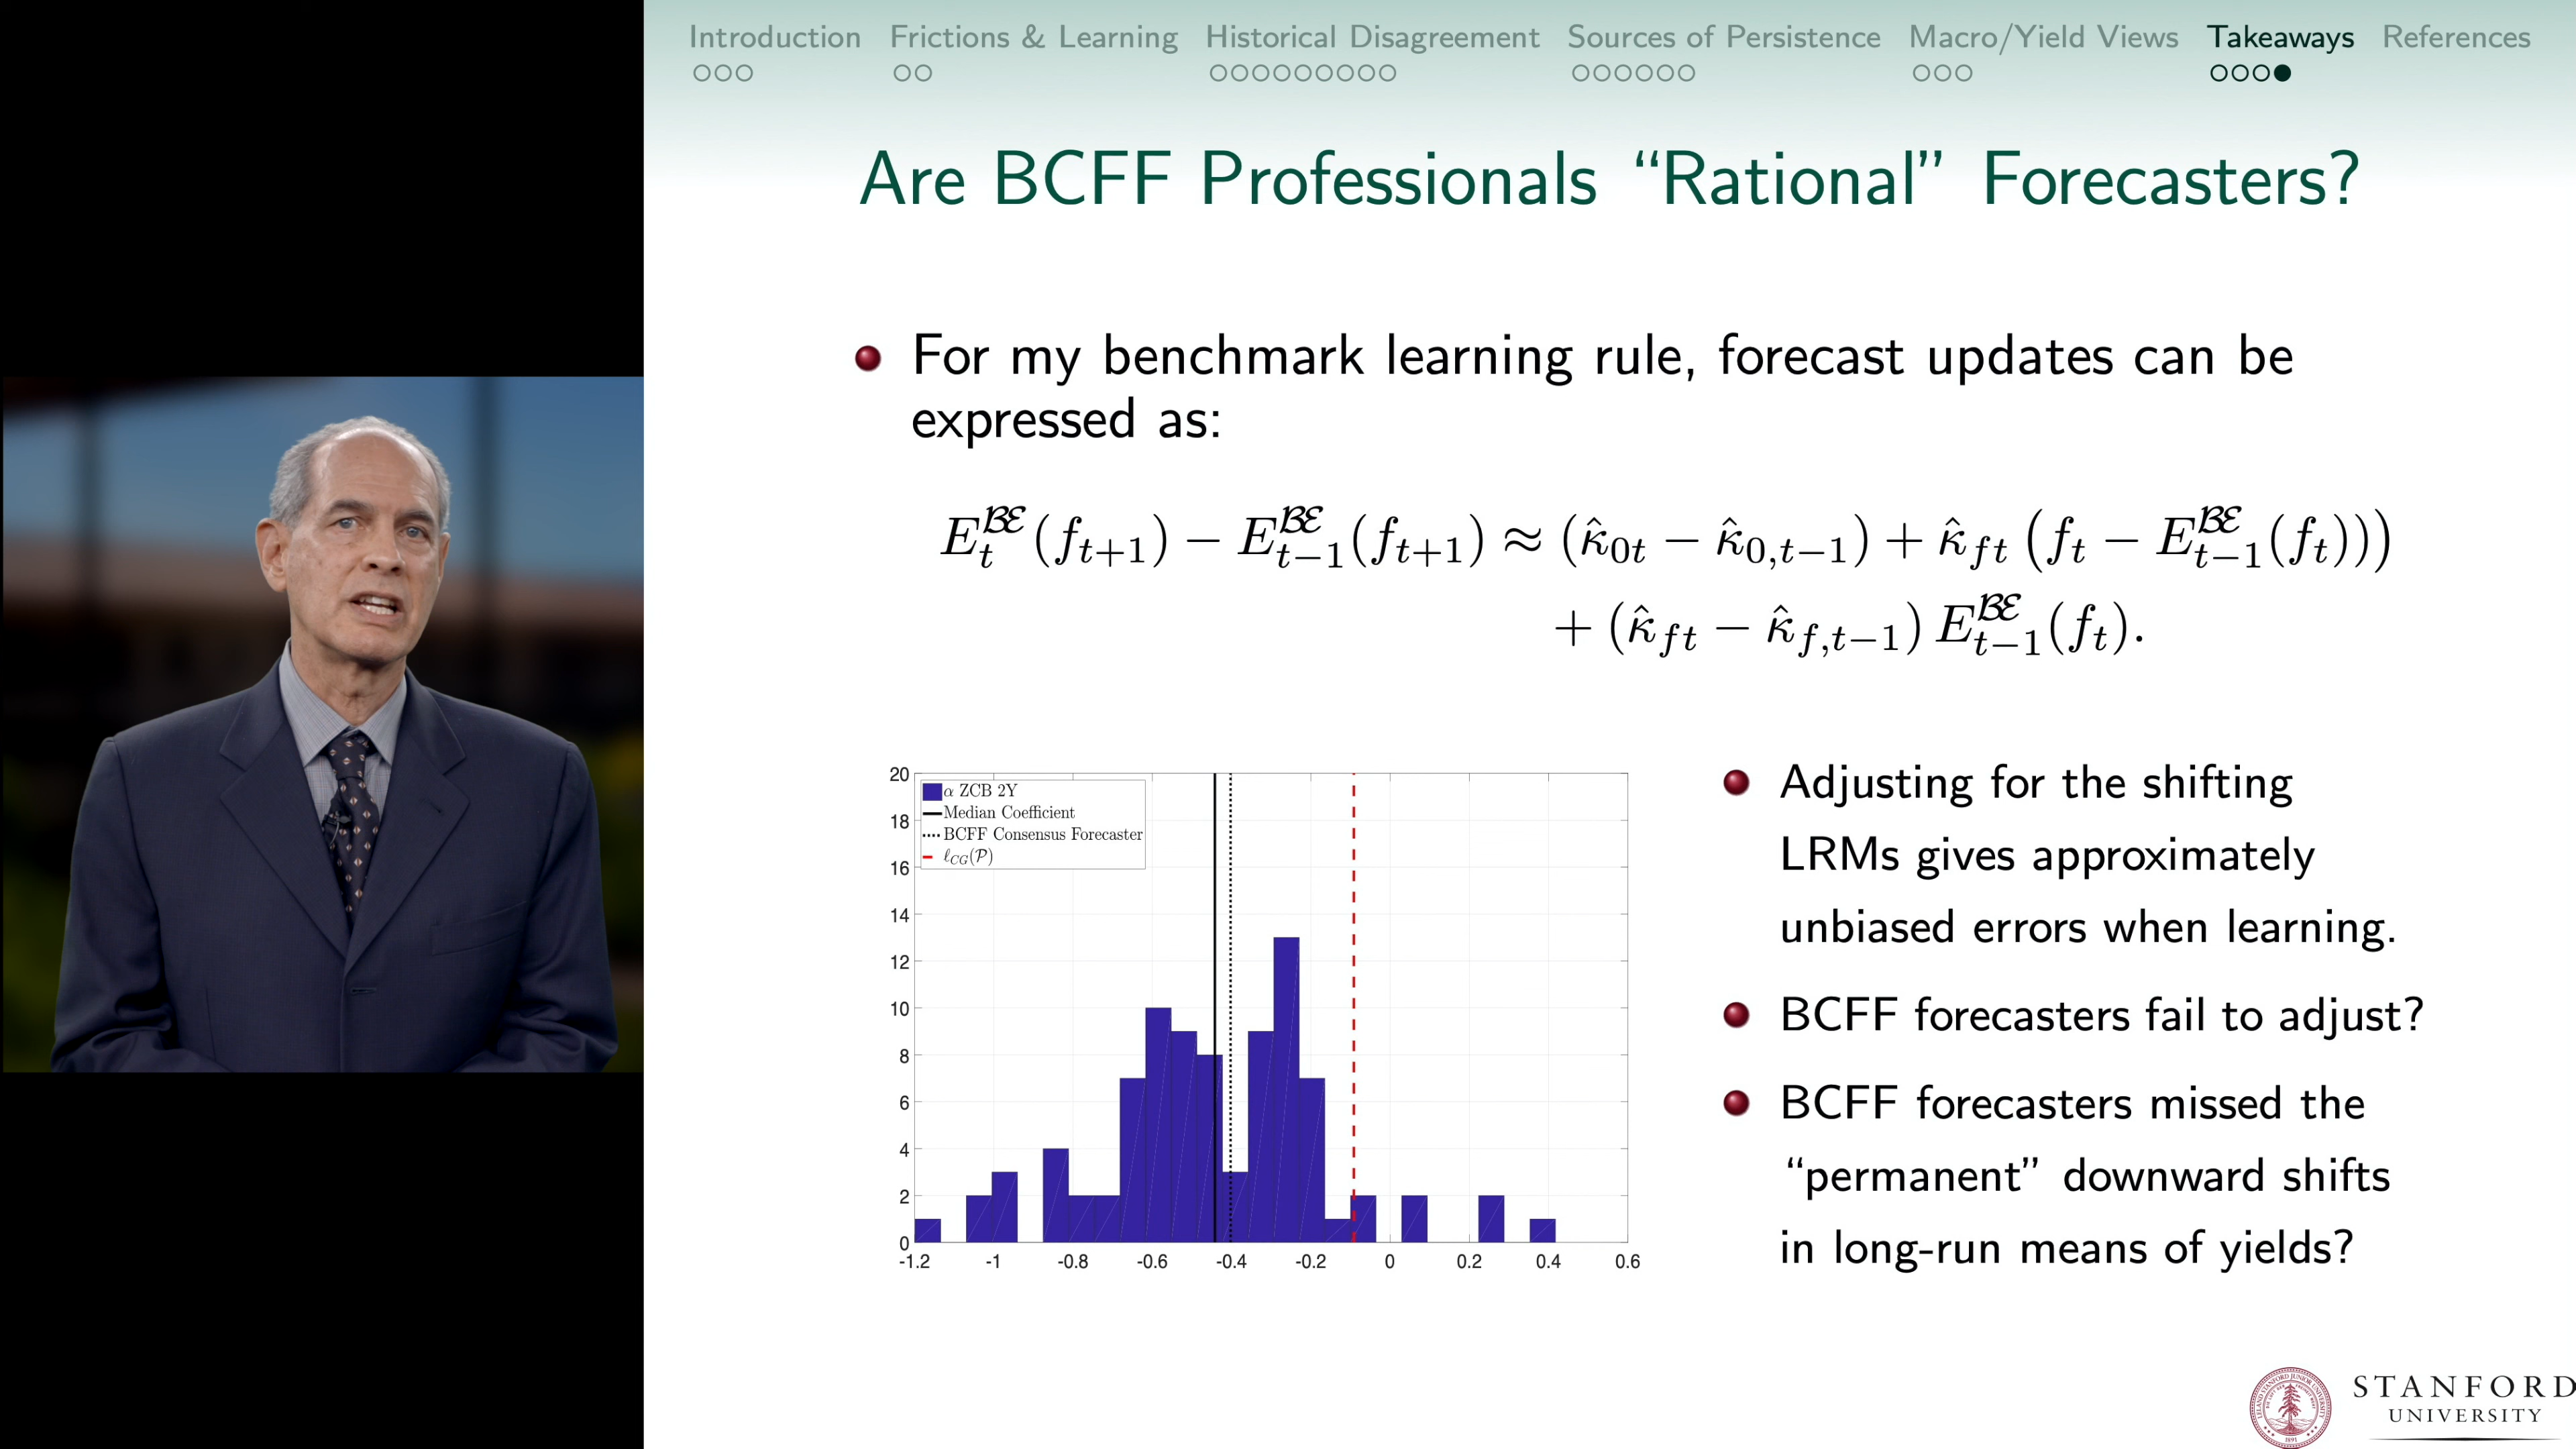 Introduction Frictions & Learning Historical Disagreement Sources of Persistence Macro/Yield Views Takeaways References
Are BCFF Professionals “Rational” Forecasters?
For my benchmark learning rule, forecast updates can be
expressed as:
E_t^{ℬℰ}(f_{t+1}) − E_{t−1}^{ℬℰ}(f_{t+1}) ≈ (κ̂_{0t} − κ̂_{0,t−1}) + κ̂_{ft} (f_t − E_{t−1}^{ℬℰ}(f_t)))
+ (κ̂_{ft} − κ̂_{f,t−1}) E_{t−1}^{ℬℰ}(f_t).
α ZCB 2Y
Median Coefficient
BCFF Consensus Forecaster
ℓ_{CG}(𝒫)
20
18
16
14
12
10
8
6
4
2
0
-1.2 -1 -0.8 -0.6 -0.4 -0.2 0 0.2 0.4 0.6
Adjusting for the shifting
LRMs gives approximately
unbiased errors when learning.
BCFF forecasters fail to adjust?
BCFF forecasters missed the
“permanent” downward shifts
in long-run means of yields?
STANFORD
UNIVERSITY